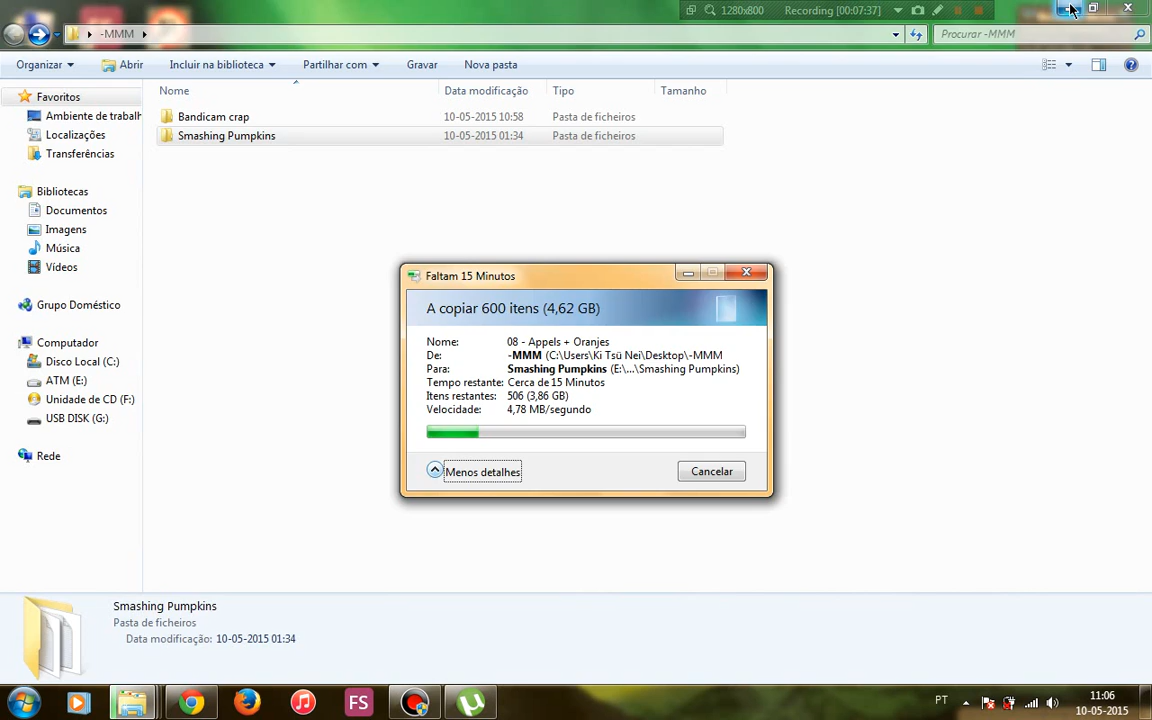 1280x800 Recording [00:07:37]
-MMM
Procurar -MMM
Organizar Abrir Incluir na biblioteca Partilhar com Gravar Nova pasta
Nome Data modificação Tipo Tamanho
Favoritos
Ambiente de trabalh
Localizações
Transferências
Bibliotecas
Documentos
Imagens
Música
Vídeos
Grupo Doméstico
Computador
Disco Local (C:)
ATM (E:)
Unidade de CD (F:)
USB DISK (G:)
Rede
Bandicam crap 10-05-2015 10:58 Pasta de ficheiros
Smashing Pumpkins 10-05-2015 01:34 Pasta de ficheiros
Faltam 15 Minutos
A copiar 600 itens (4,62 GB)
Nome: 08 - Appels + Oranjes
De: -MMM (C:\Users\Ki Tsü Nei\Desktop\-MMM
Para: Smashing Pumpkins (E:\...\Smashing Pumpkins)
Tempo restante: Cerca de 15 Minutos
Itens restantes: 506 (3,86 GB)
Velocidade: 4,78 MB/segundo
Menos detalhes Cancelar
Smashing Pumpkins
Pasta de ficheiros
Data modificação: 10-05-2015 01:34
FS
PT
11:06
10-05-2015